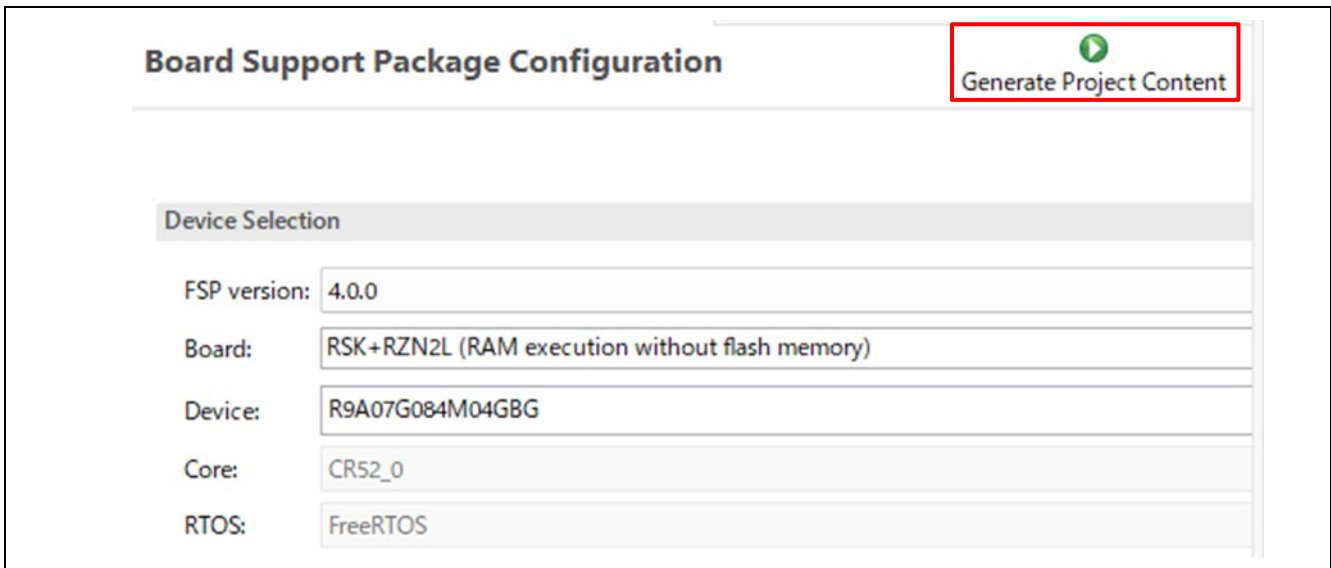 Board Support Package Configuration
Generate Project Content
Device Selection
FSP version: 4.0.0
Board: RSK+RZN2L (RAM execution without flash memory)
Device: R9A07G084M04GBG
Core: CR52_0
RTOS: FreeRTOS